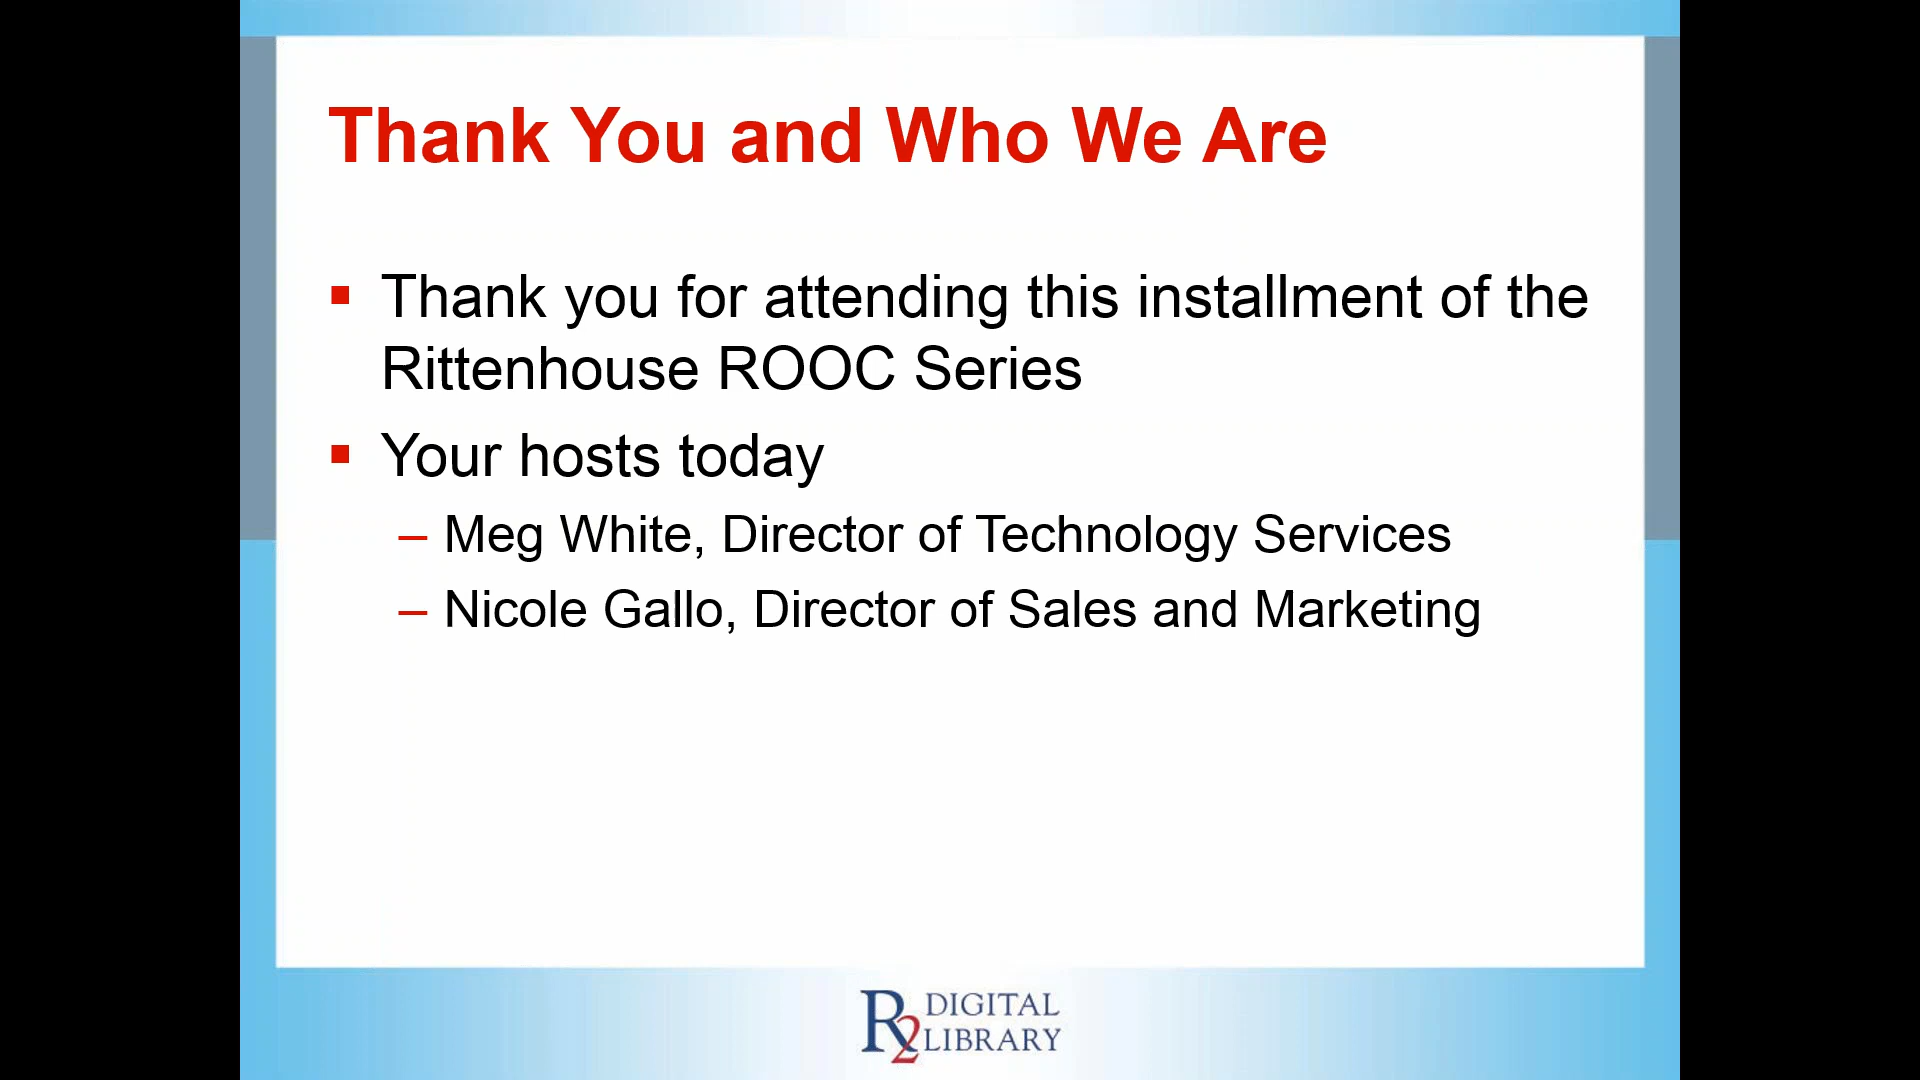 Thank You and Who We Are
▪ Thank you for attending this installment of the
Rittenhouse ROOC Series
▪ Your hosts today
– Meg White, Director of Technology Services
– Nicole Gallo, Director of Sales and Marketing
R2 DIGITAL
LIBRARY